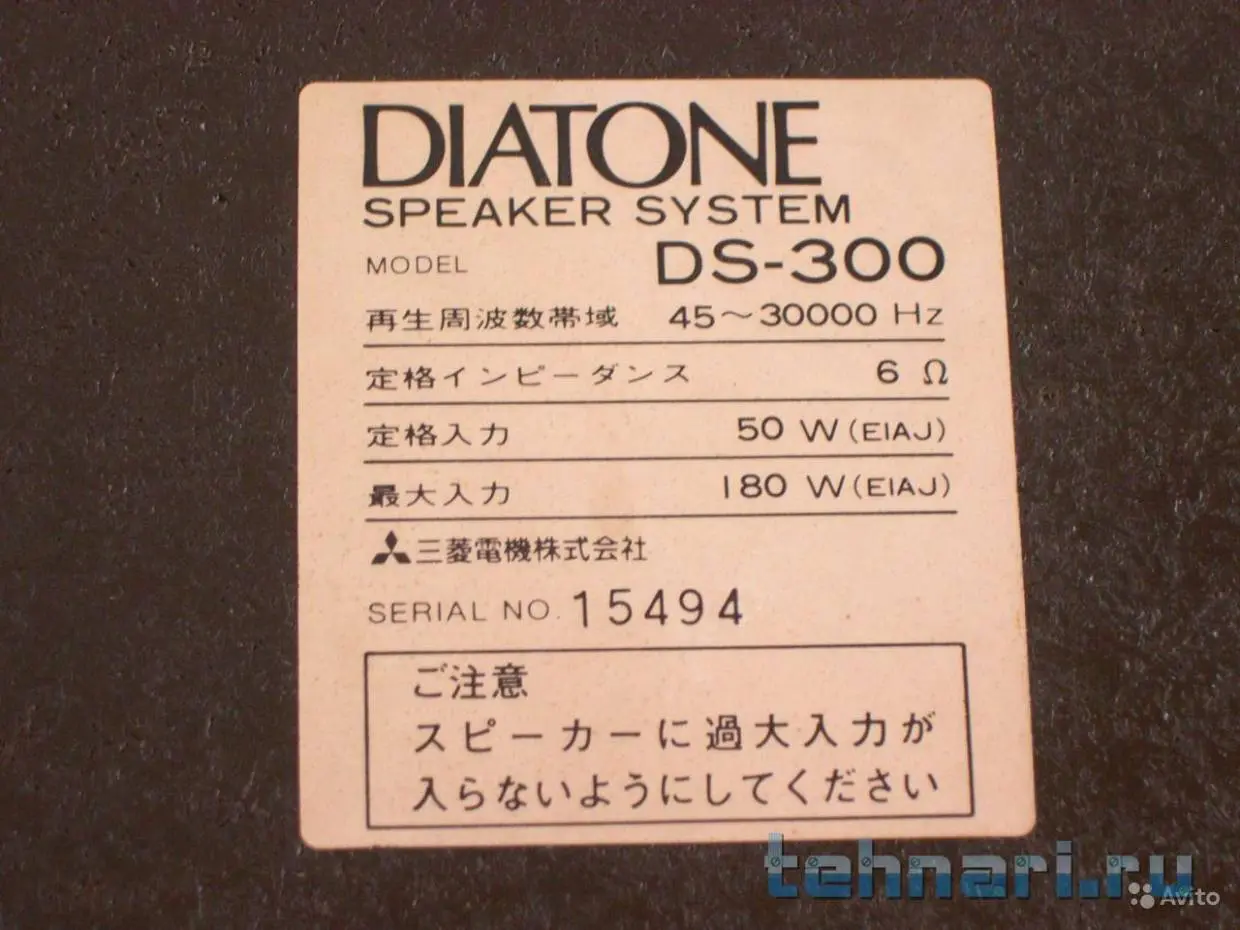 DIATONE
SPEAKER SYSTEM
MODEL DS-300
再生周波数帯域 45～30000 Hz
定格インピーダンス 6 Ω
定格入力 50 W (EIAJ)
最大入力 180 W (EIAJ)
三菱電機株式会社
SERIAL NO. 15494
ご注意
スピーカーに過大入力が
入らないようにしてください
tehnari.ru
Avito